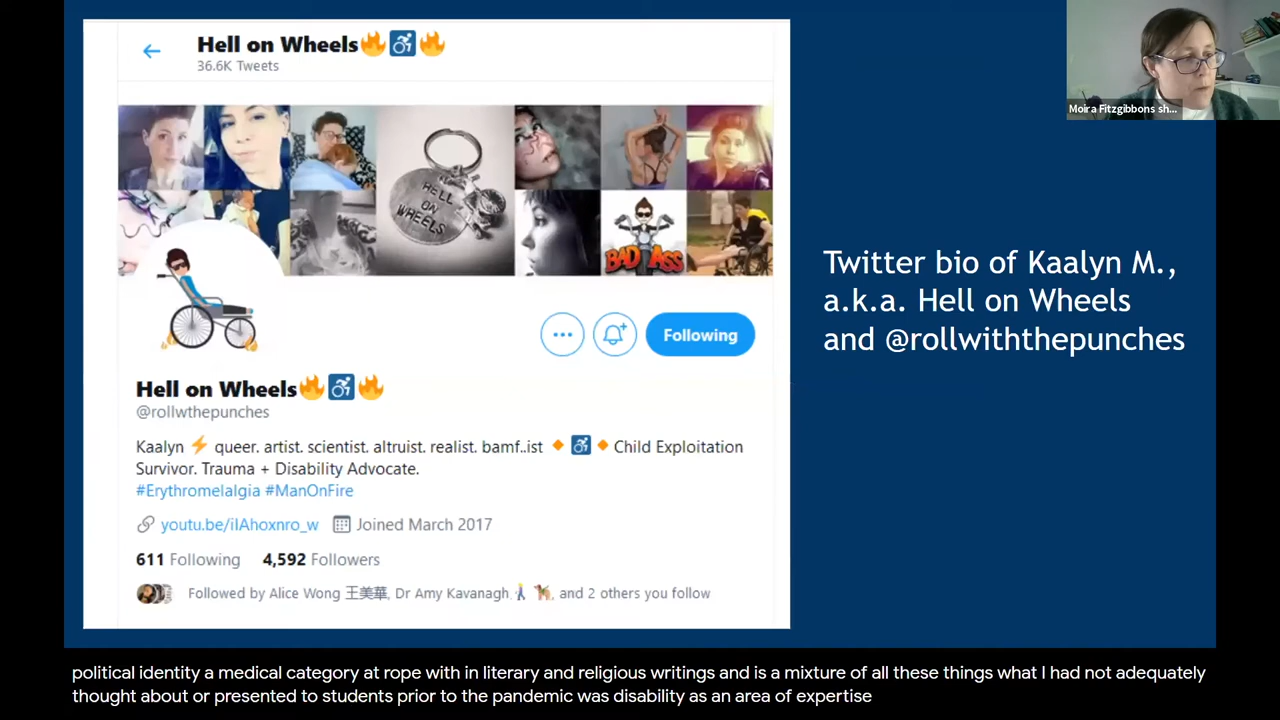 Hell on Wheels🔥♿🔥
36.6K Tweets
HELL
ON
WHEELS
BAD ASS
Moira Fitzgibbons sh...
Twitter bio of Kaalyn M.,
a.k.a. Hell on Wheels
and @rollwiththepunches
Following
Hell on Wheels🔥♿🔥
@rollwthepunches
Kaalyn ⚡ queer. artist. scientist. altruist. realist. bamf..ist 🔸 ♿ 🔸 Child Exploitation
Survivor. Trauma + Disability Advocate.
#Erythromelalgia #ManOnFire
youtu.be/ilAhoxnro_w Joined March 2017
611 Following 4,592 Followers
Followed by Alice Wong 王美華, Dr Amy Kavanagh👩‍🦯🐕‍🦺, and 2 others you follow
political identity a medical category at rope with in literary and religious writings and is a mixture of all these things what I had not adequately
thought about or presented to students prior to the pandemic was disability as an area of expertise